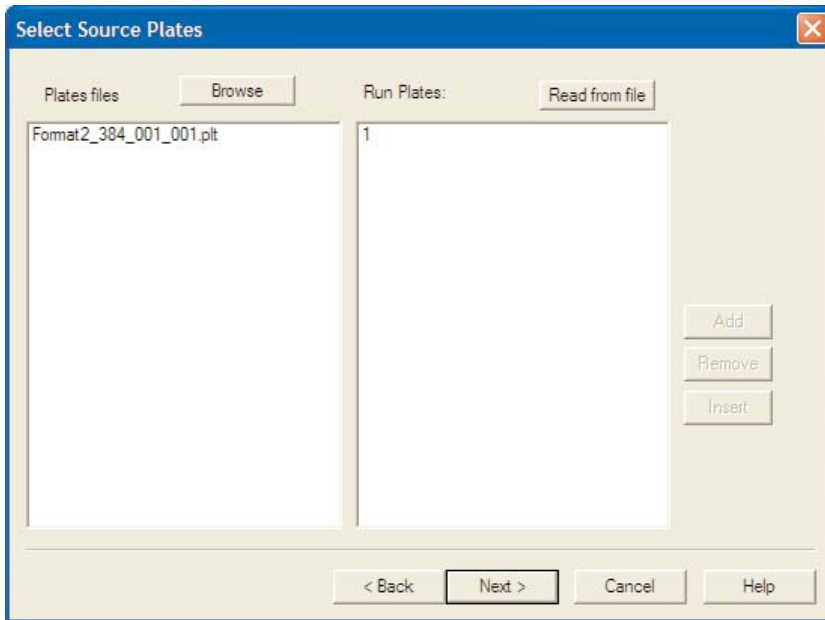 Select Source Plates
Plates files
Browse
Run Plates:
Read from file
Format2_384_001_001.plt
1
Add
Remove
Insert
< Back
Next >
Cancel
Help